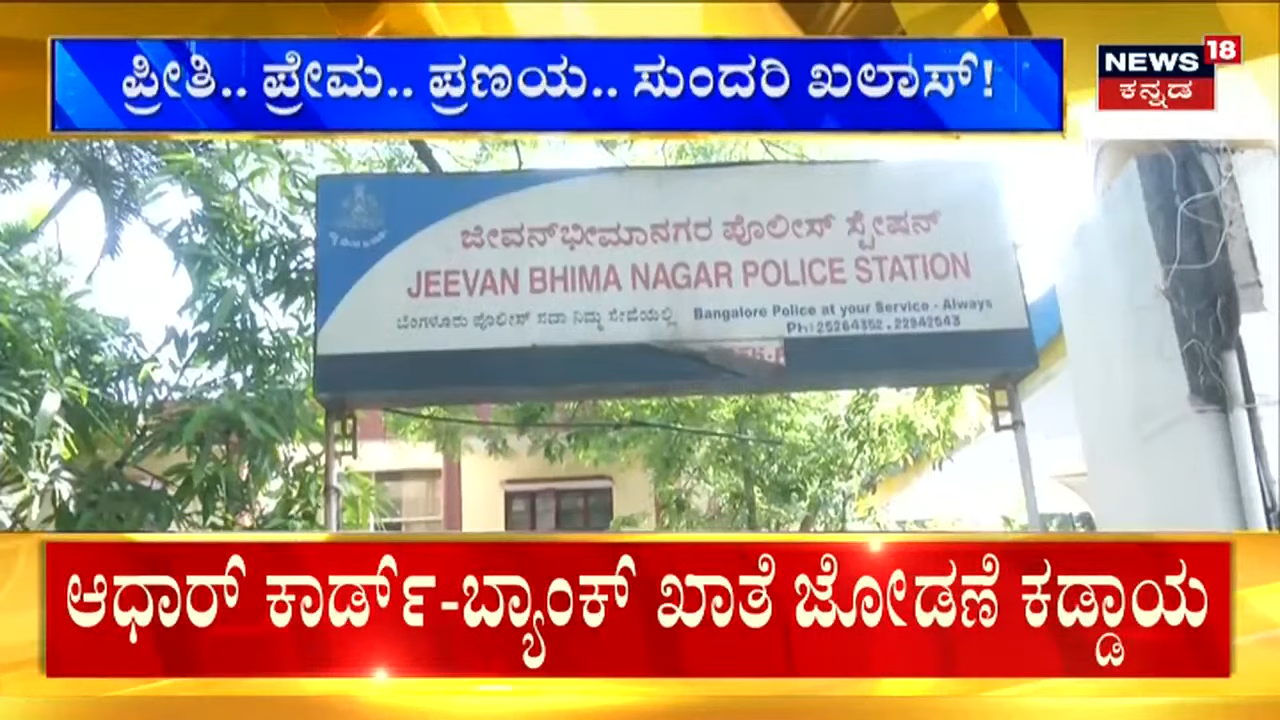 ಪ್ರೀತಿ.. ಪ್ರೇಮ.. ಪ್ರಣಯ.. ಸುಂದರಿ ಖಲಾಸ್!
NEWS 18
ಕನ್ನಡ
ಜೀವನ್‌ಭೀಮಾನಗರ ಪೊಲೀಸ್ ಸ್ಟೇಷನ್
JEEVAN BHIMA NAGAR POLICE STATION
ಬೆಂಗಳೂರು ಪೊಲೀಸ್ ಸದಾ ನಿಮ್ಮ ಸೇವೆಯಲ್ಲಿ Bangalore Police at your Service - Always
Ph: 25264352, 22942543
ಆಧಾರ್ ಕಾರ್ಡ್-ಬ್ಯಾಂಕ್ ಖಾತೆ ಜೋಡಣೆ ಕಡ್ಡಾಯ